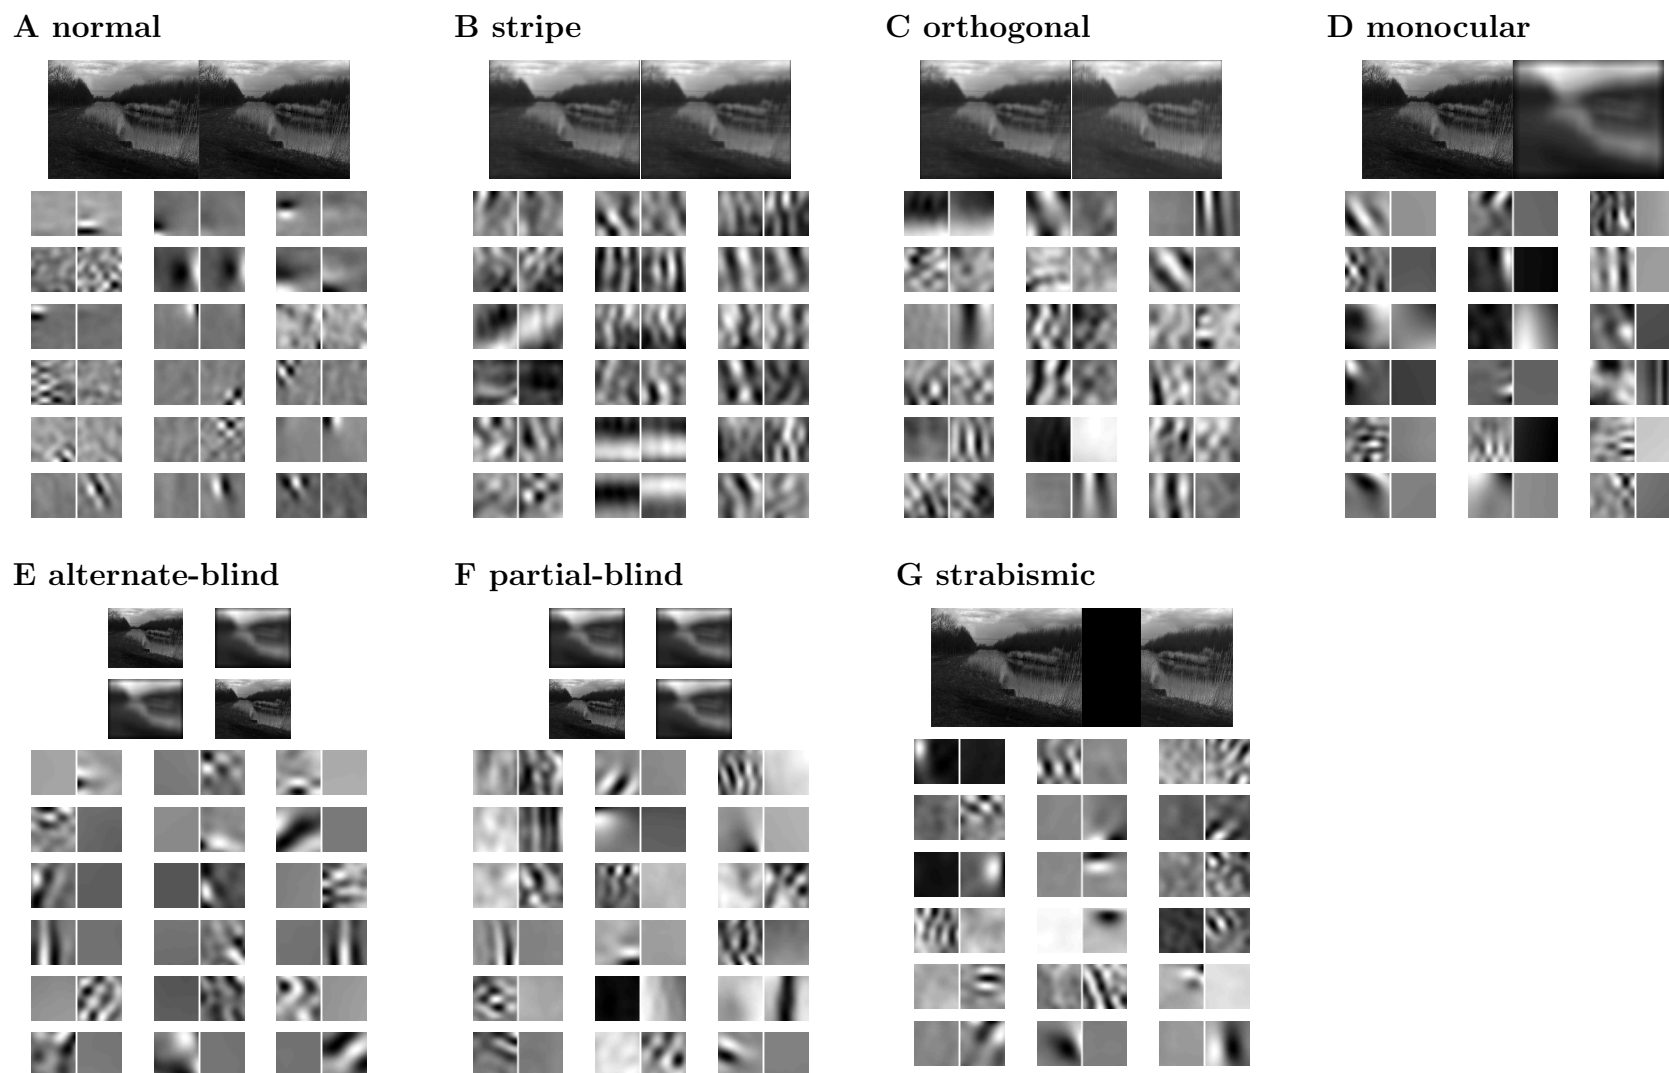 A normal
B stripe
C orthogonal
D monocular
E alternate-blind
F partial-blind
G strabismic